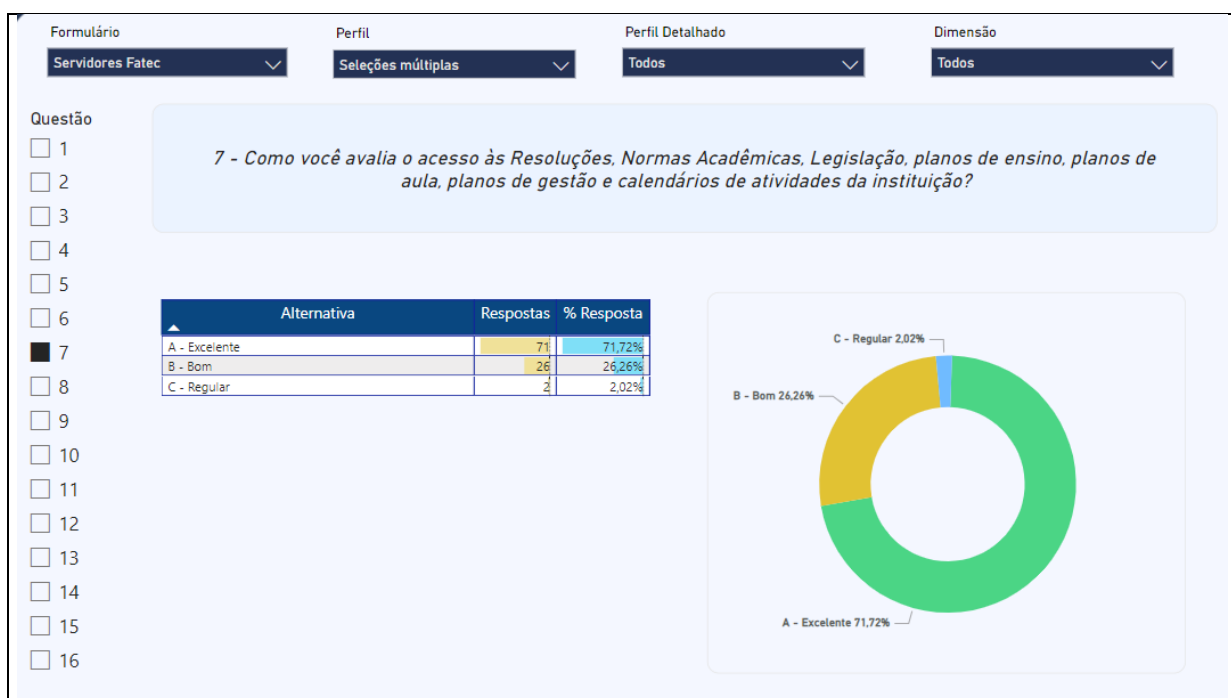 Formulário
Perfil
Perfil Detalhado
Dimensão
Servidores Fatec
Seleções múltiplas
Todos
Todos
Questão
1
2
3
4
5
6
7
8
9
10
11
12
13
14
15
16
7 - Como você avalia o acesso às Resoluções, Normas Acadêmicas, Legislação, planos de ensino, planos de
aula, planos de gestão e calendários de atividades da instituição?
Alternativa Respostas % Resposta
A - Excelente 71 71,72%
B - Bom 26 26,26%
C - Regular 2 2,02%
C - Regular 2,02%
B - Bom 26,26%
A - Excelente 71,72%